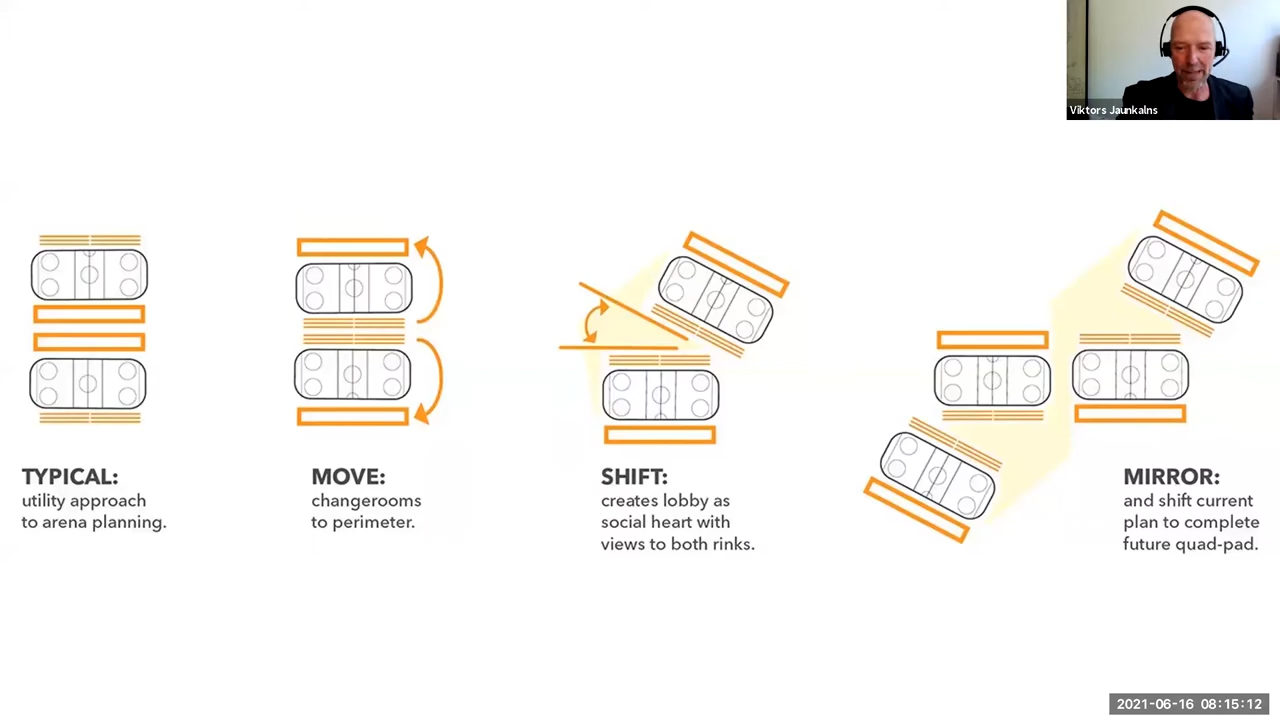 Viktors Jaunkalns
TYPICAL:
utility approach
to arena planning.
MOVE:
changerooms
to perimeter.
SHIFT:
creates lobby as
social heart with
views to both rinks.
MIRROR:
and shift current
plan to complete
future quad-pad.
2021-06-16 08:15:12